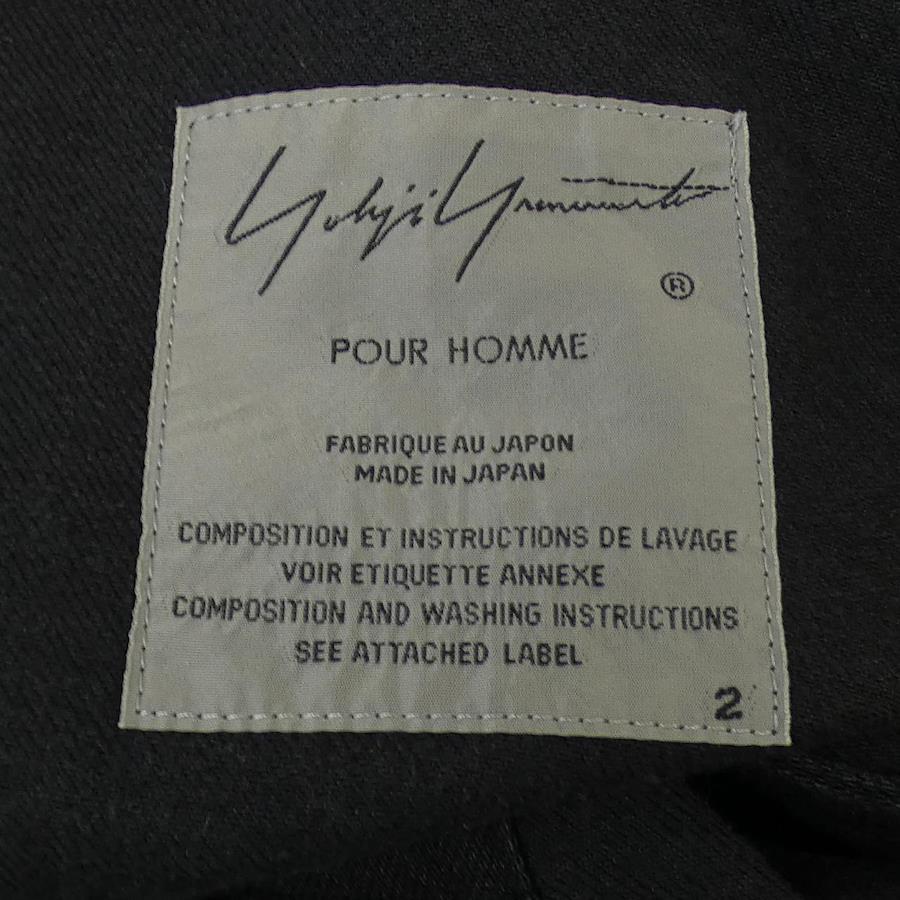 Yohji Yamamoto
®
POUR HOMME
FABRIQUE AU JAPON
MADE IN JAPAN
COMPOSITION ET INSTRUCTIONS DE LAVAGE
VOIR ETIQUETTE ANNEXE
COMPOSITION AND WASHING INSTRUCTIONS
SEE ATTACHED LABEL
2